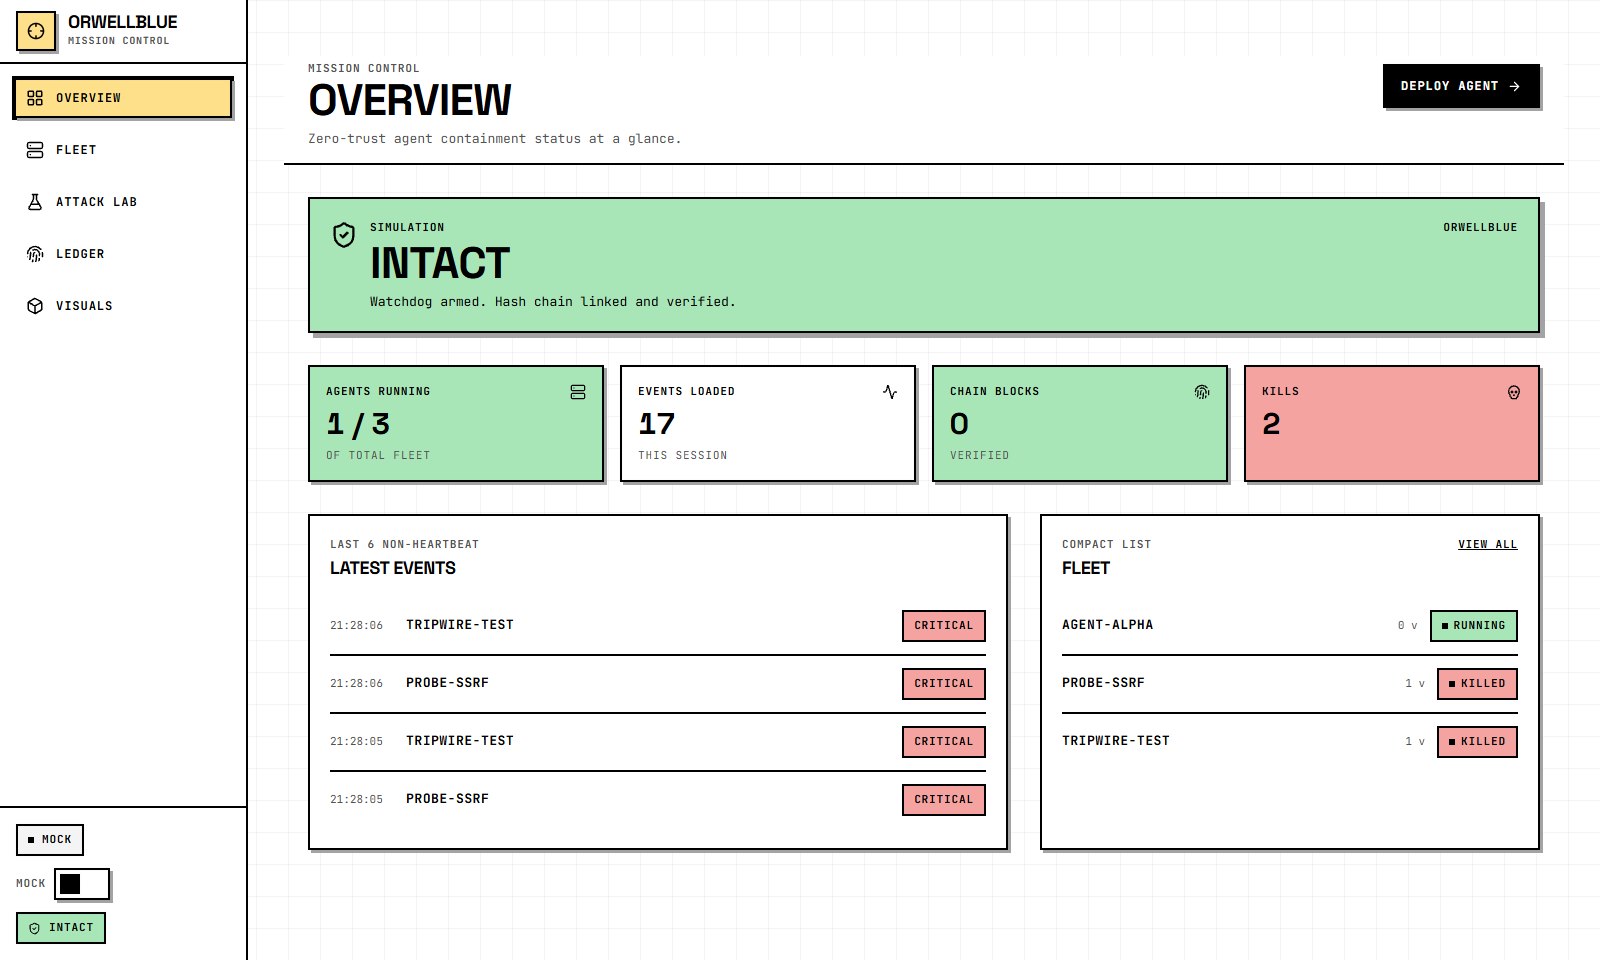 ORWELLBLUE
MISSION CONTROL
OVERVIEW
FLEET
ATTACK LAB
LEDGER
VISUALS
MOCK
MOCK
INTACT
MISSION CONTROL
OVERVIEW
Zero-trust agent containment status at a glance.
DEPLOY AGENT →
SIMULATION
ORWELLBLUE
INTACT
Watchdog armed. Hash chain linked and verified.
AGENTS RUNNING
1/3
OF TOTAL FLEET
EVENTS LOADED
17
THIS SESSION
CHAIN BLOCKS
0
VERIFIED
KILLS
2
LAST 6 NON-HEARTBEAT
LATEST EVENTS
21:28:06 TRIPWIRE-TEST CRITICAL
21:28:06 PROBE-SSRF CRITICAL
21:28:05 TRIPWIRE-TEST CRITICAL
21:28:05 PROBE-SSRF CRITICAL
COMPACT LIST VIEW ALL
FLEET
AGENT-ALPHA 0 v RUNNING
PROBE-SSRF 1 v KILLED
TRIPWIRE-TEST 1 v KILLED